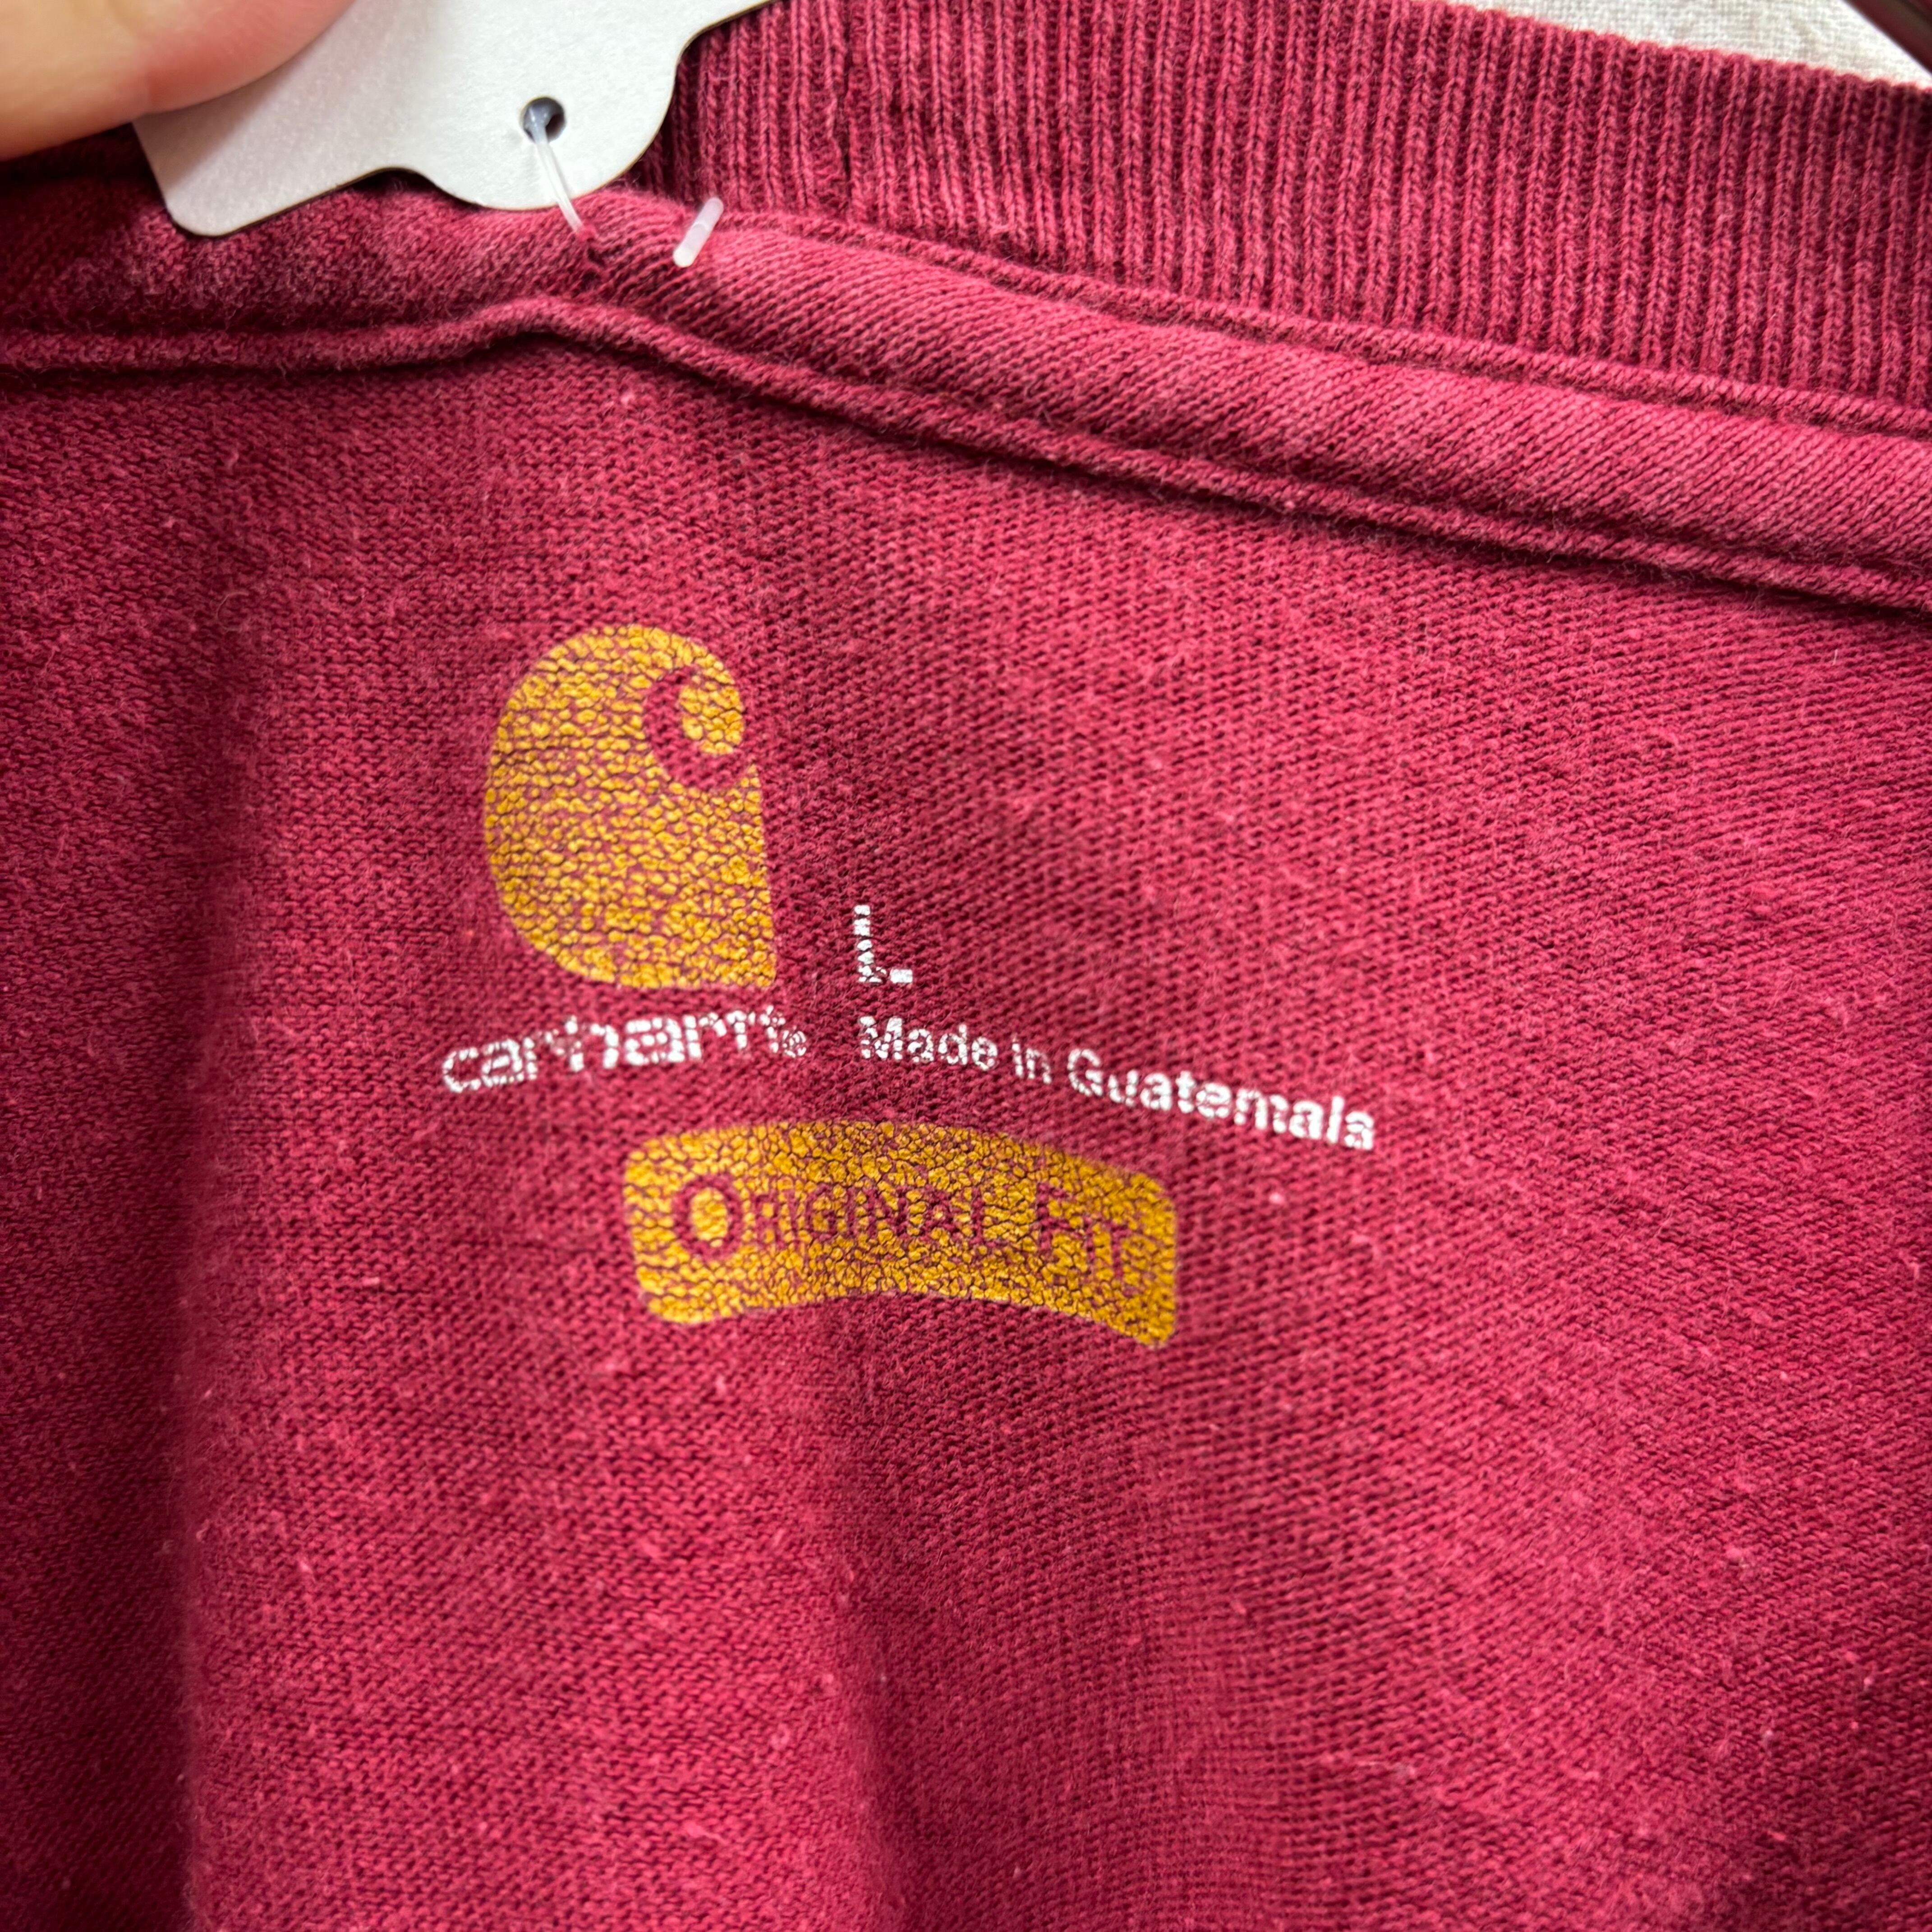 L
carhartt®
Made in Guatemala
ORIGINAL FIT